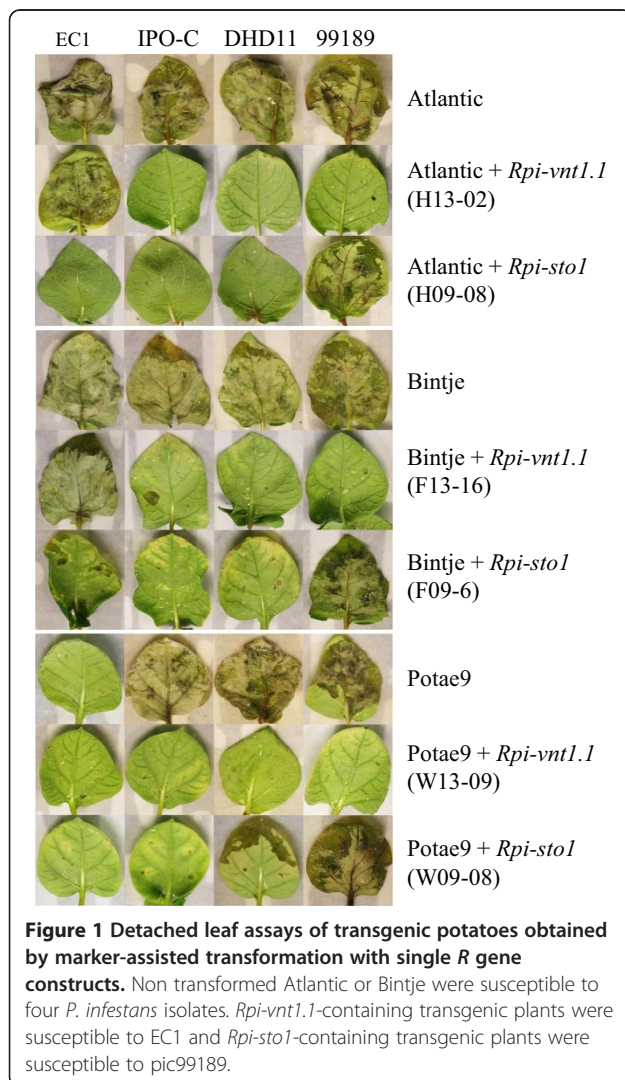 EC1 IPO-C DHD11 99189
Atlantic
Atlantic + Rpi-vnt1.1
(H13-02)
Atlantic + Rpi-sto1
(H09-08)
Bintje
Bintje + Rpi-vnt1.1
(F13-16)
Bintje + Rpi-sto1
(F09-6)
Potae9
Potae9 + Rpi-vnt1.1
(W13-09)
Potae9 + Rpi-sto1
(W09-08)
Figure 1 Detached leaf assays of transgenic potatoes obtained
by marker-assisted transformation with single R gene
constructs. Non transformed Atlantic or Bintje were susceptible to
four P. infestans isolates. Rpi-vnt1.1-containing transgenic plants were
susceptible to EC1 and Rpi-sto1-containing transgenic plants were
susceptible to pic99189.